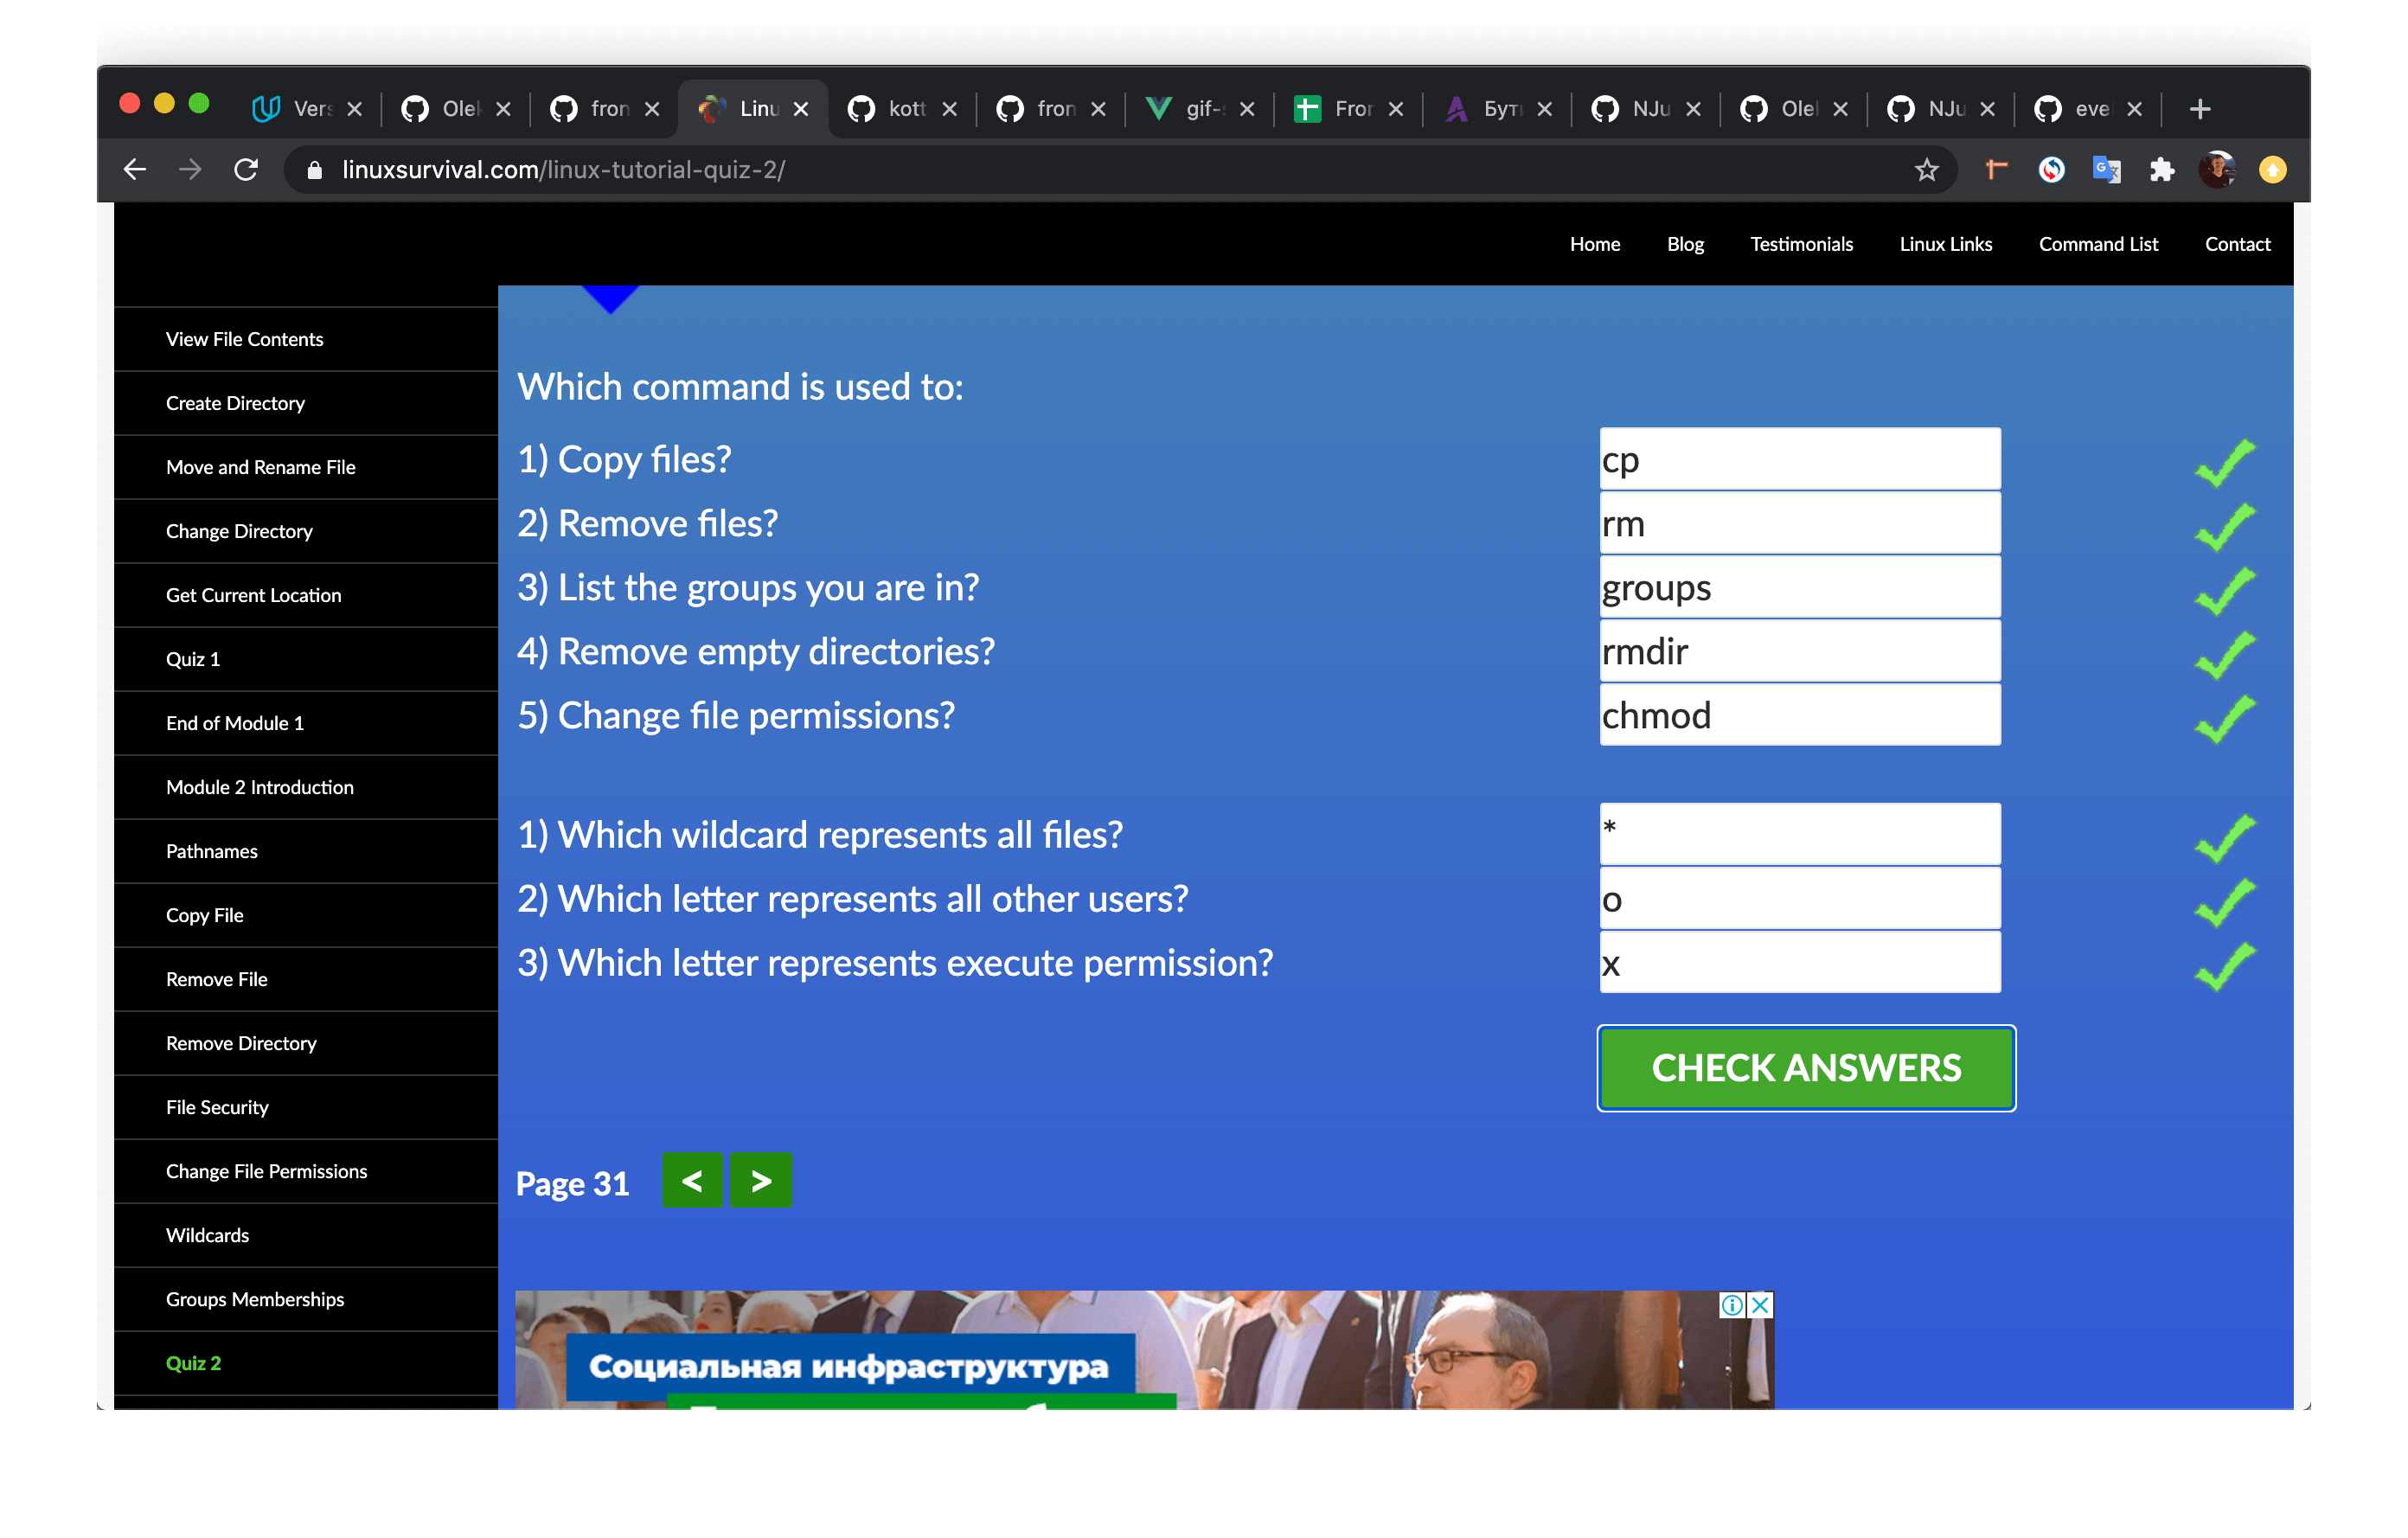 Vers
Olek
fron
Linu
kott
fron
gif-s
Fror
Бут
NJu
Olel
NJu
eve
linuxsurvival.com/linux-tutorial-quiz-2/
Home Blog Testimonials Linux Links Command List Contact
View File Contents
Create Directory
Move and Rename File
Change Directory
Get Current Location
Quiz 1
End of Module 1
Module 2 Introduction
Pathnames
Copy File
Remove File
Remove Directory
File Security
Change File Permissions
Wildcards
Groups Memberships
Quiz 2
Which command is used to:
1) Copy files? cp
2) Remove files? rm
3) List the groups you are in? groups
4) Remove empty directories? rmdir
5) Change file permissions? chmod
1) Which wildcard represents all files? *
2) Which letter represents all other users? o
3) Which letter represents execute permission? x
CHECK ANSWERS
Page 31 < >
Социальная инфраструктура